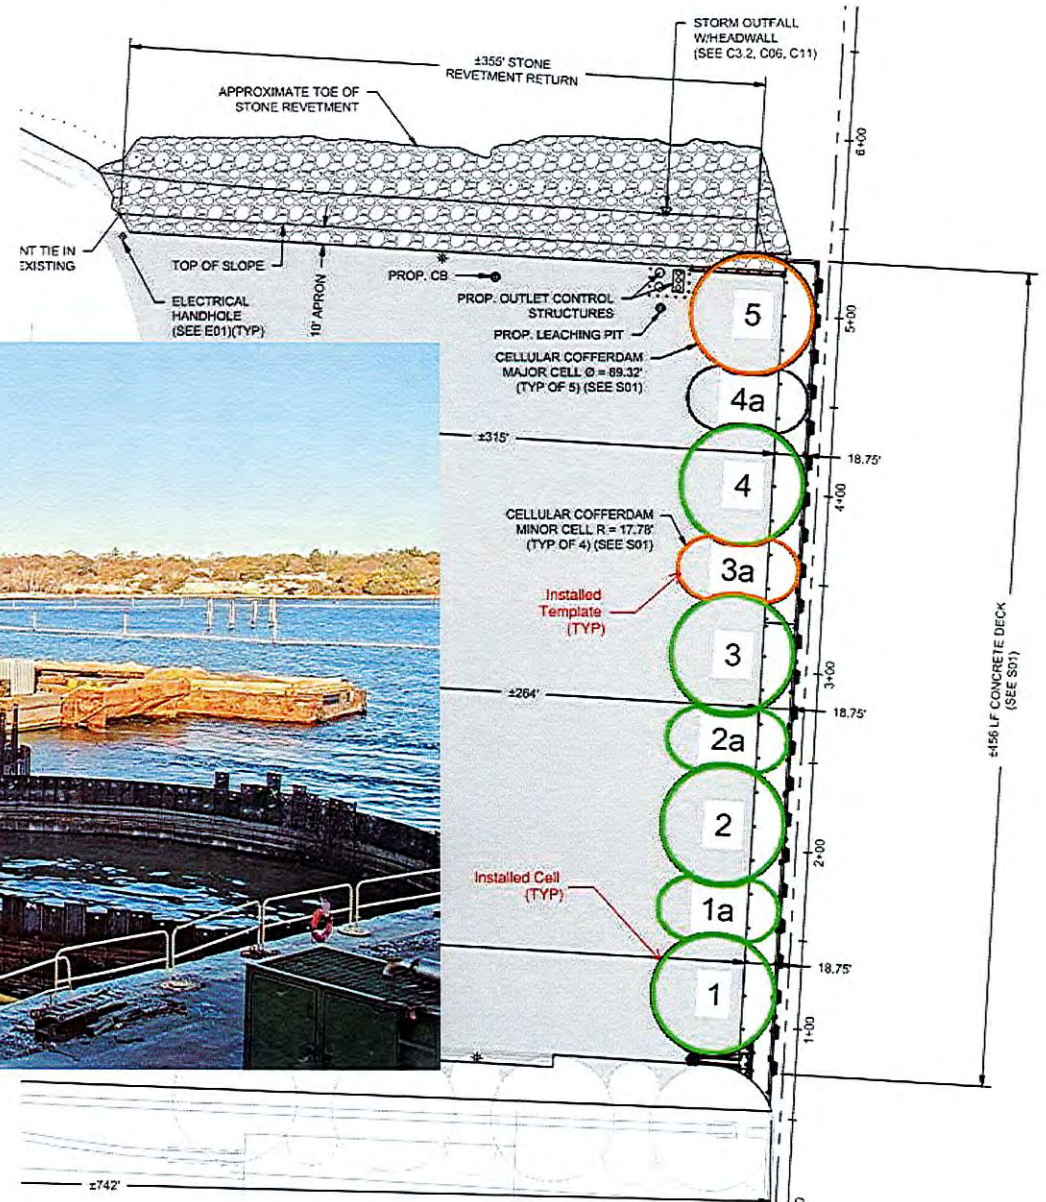 STORM OUTFALL
W/HEADWALL
(SEE C3.2, C06, C11)
±355' STONE
REVETMENT RETURN
APPROXIMATE TOE OF
STONE REVETMENT
6+00
NT TIE IN
EXISTING
TOP OF SLOPE
ELECTRICAL
HANDHOLE
(SEE E01)(TYP)
10' APRON
PROP. CB
PROP. OUTLET CONTROL
STRUCTURES
PROP. LEACHING PIT
CELLULAR COFFERDAM
MAJOR CELL Ø = 69.32'
(TYP OF 5) (SEE S01)
5
5+00
4a
±315'
18.75'
4
4+00
CELLULAR COFFERDAM
MINOR CELL R = 17.78'
(TYP OF 4) (SEE S01)
3a
Installed
Template
(TYP)
3
3+00
±456 LF CONCRETE DECK
(SEE S01)
±264'
18.75'
2a
2
2+00
Installed Cell
(TYP)
1a
18.75'
1
1+00
±742'